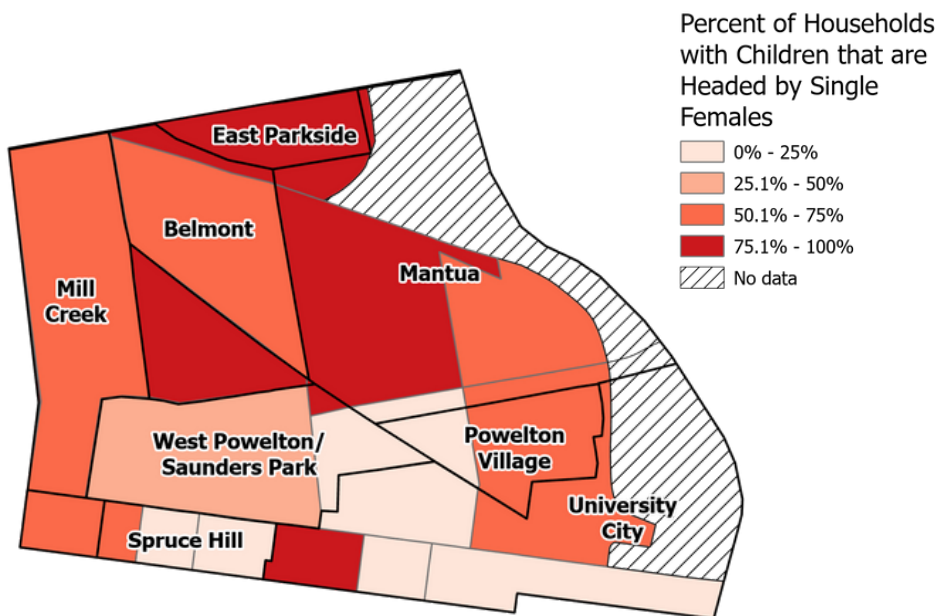 Percent of Households
with Children that are
Headed by Single
Females
0% - 25%
25.1% - 50%
50.1% - 75%
75.1% - 100%
No data
East Parkside
Belmont
Mantua
Mill
Creek
West Powelton/
Saunders Park
Powelton
Village
University
City
Spruce Hill